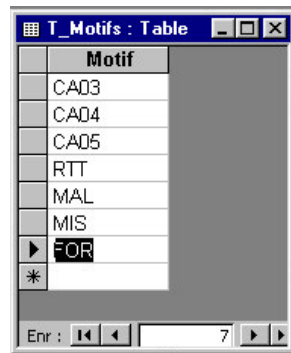 T_Motifs : Table
Motif
CA03
CA04
CA05
RTT
MAL
MIS
FOR
Enr : 7